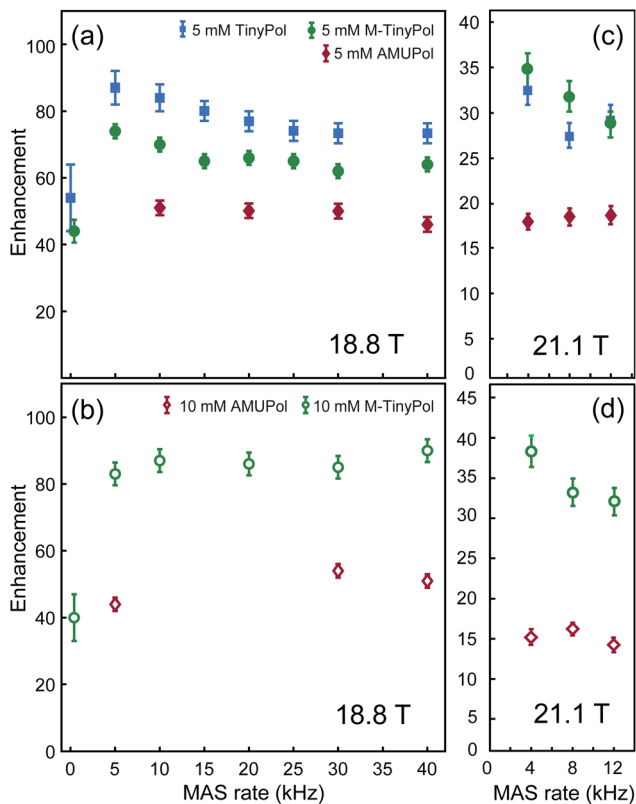 (a)
5 mM TinyPol
5 mM M-TinyPol
5 mM AMUPol
100
80
60
40
20
Enhancement
18.8 T
(c)
40
35
30
25
20
15
10
5
0
21.1 T
(b)
10 mM AMUPol
10 mM M-TinyPol
100
80
60
40
20
0
Enhancement
18.8 T
0 5 10 15 20 25 30 35 40
MAS rate (kHz)
(d)
45
40
35
30
25
20
15
10
5
0
21.1 T
0 4 8 12
MAS rate (kHz)